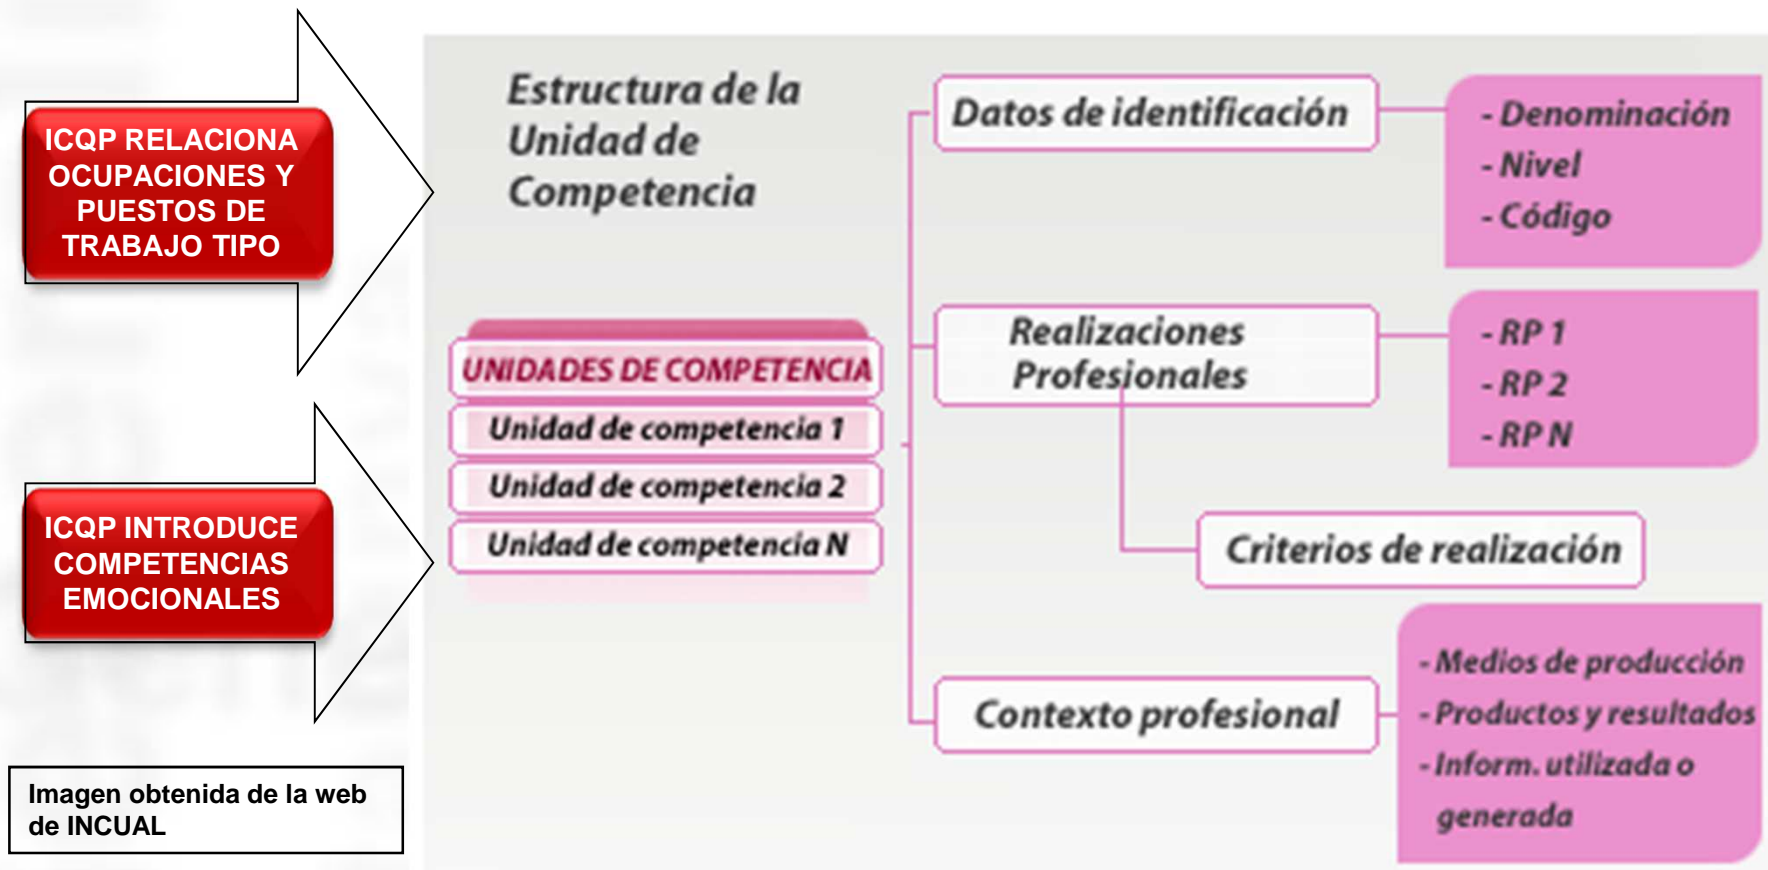 ICQP RELACIONA
OCUPACIONES Y
PUESTOS DE
TRABAJO TIPO
ICQP INTRODUCE
COMPETENCIAS
EMOCIONALES
Imagen obtenida de la web
de INCUAL
Estructura de la
Unidad de
Competencia
UNIDADES DE COMPETENCIA
Unidad de competencia 1
Unidad de competencia 2
Unidad de competencia N
Datos de identificación
- Denominación
- Nivel
- Código
Realizaciones
Profesionales
- RP 1
- RP 2
- RP N
Criterios de realización
Contexto profesional
- Medios de producción
- Productos y resultados
- Inform. utilizada o
generada